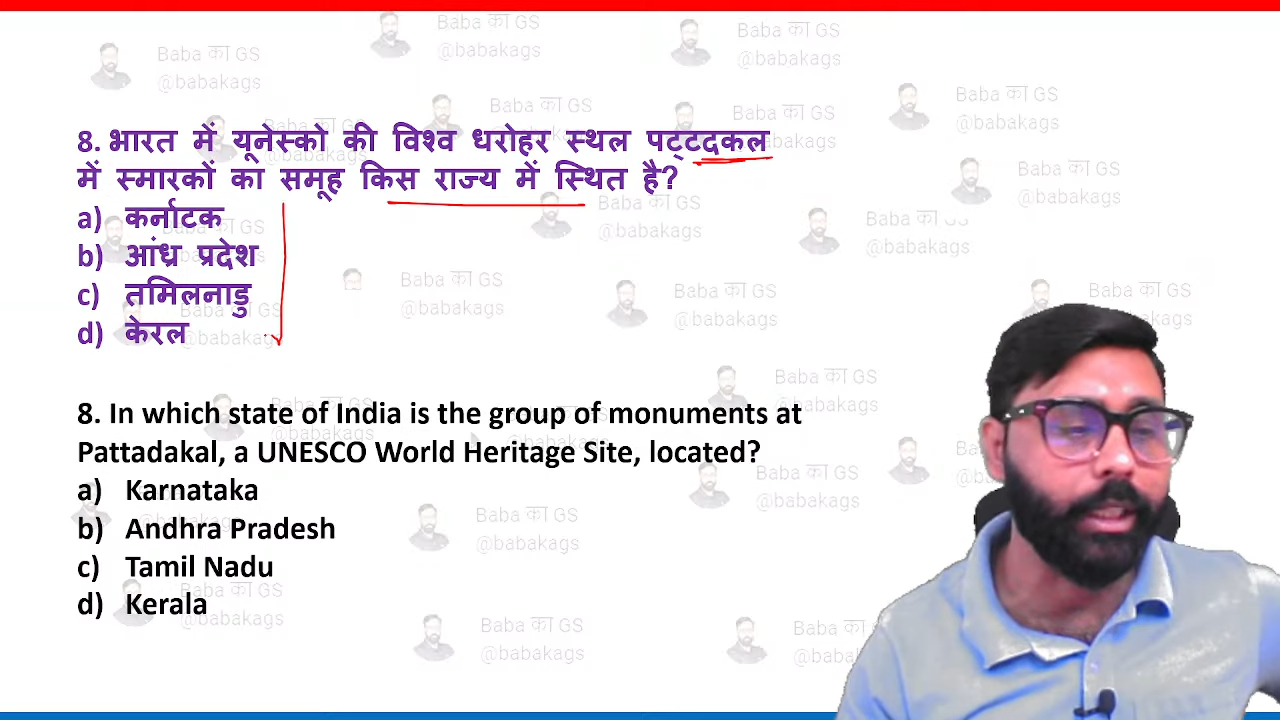 8. भारत में यूनेस्को की विश्व धरोहर स्थल पट्टदकल
में स्मारकों का समूह किस राज्य में स्थित है?
a) कर्नाटक
b) आंध्र प्रदेश
c) तमिलनाडु
d) केरल
8. In which state of India is the group of monuments at
Pattadakal, a UNESCO World Heritage Site, located?
a) Karnataka
b) Andhra Pradesh
c) Tamil Nadu
d) Kerala
Baba का GS
@babakags